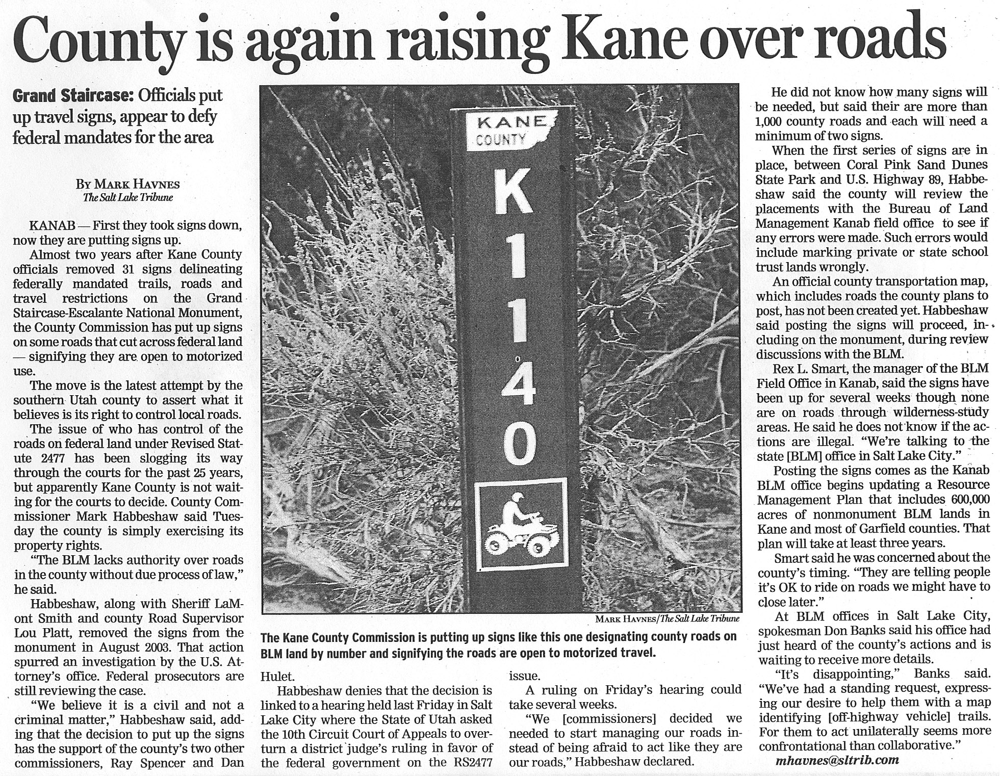 County is again raising Kane over roads
Grand Staircase: Officials put
up travel signs, appear to defy
federal mandates for the area
BY MARK HAVNES
The Salt Lake Tribune
KANAB — First they took signs down,
now they are putting signs up.
Almost two years after Kane County
officials removed 31 signs delineating
federally mandated trails, roads and
travel restrictions on the Grand
Staircase-Escalante National Monument,
the County Commission has put up signs
on some roads that cut across federal land
— signifying they are open to motorized
use.
The move is the latest attempt by the
southern Utah county to assert what it
believes is its right to control local roads.
The issue of who has control of the
roads on federal land under Revised Stat-
ute 2477 has been slogging its way
through the courts for the past 25 years,
but apparently Kane County is not wait-
ing for the courts to decide. County Com-
missioner Mark Habbeshaw said Tues-
day the county is simply exercising its
property rights.
“The BLM lacks authority over roads
in the county without due process of law,”
he said.
Habbeshaw, along with Sheriff LaM-
ont Smith and county Road Supervisor
Lou Platt, removed the signs from the
monument in August 2003. That action
spurred an investigation by the U.S. At-
torney’s office. Federal prosecutors are
still reviewing the case.
“We believe it is a civil and not a
criminal matter,” Habbeshaw said, add-
ing that the decision to put up the signs
has the support of the county’s two other
commissioners, Ray Spencer and Dan
KANE
COUNTY
K
1
1
4
0
MARK HAVNES/The Salt Lake Tribune
The Kane County Commission is putting up signs like this one designating county roads on
BLM land by number and signifying the roads are open to motorized travel.
Hulet.
Habbeshaw denies that the decision is
linked to a hearing held last Friday in Salt
Lake City where the State of Utah asked
the 10th Circuit Court of Appeals to over-
turn a district judge’s ruling in favor of
the federal government on the RS2477
issue.
A ruling on Friday’s hearing could
take several weeks.
“We [commissioners] decided we
needed to start managing our roads in-
stead of being afraid to act like they are
our roads,” Habbeshaw declared.
He did not know how many signs will
be needed, but said their are more than
1,000 county roads and each will need a
minimum of two signs.
When the first series of signs are in
place, between Coral Pink Sand Dunes
State Park and U.S. Highway 89, Habbe-
shaw said the county will review the
placements with the Bureau of Land
Management Kanab field office to see if
any errors were made. Such errors would
include marking private or state school
trust lands wrongly.
An official county transportation map,
which includes roads the county plans to
post, has not been created yet. Habbeshaw
said posting the signs will proceed, in-
cluding on the monument, during review
discussions with the BLM.
Rex L. Smart, the manager of the BLM
Field Office in Kanab, said the signs have
been up for several weeks though none
are on roads through wilderness-study
areas. He said he does not know if the ac-
tions are illegal. “We’re talking to the
state [BLM] office in Salt Lake City.”
Posting the signs comes as the Kanab
BLM office begins updating a Resource
Management Plan that includes 600,000
acres of nonmonument BLM lands in
Kane and most of Garfield counties. That
plan will take at least three years.
Smart said he was concerned about the
county’s timing. “They are telling people
it’s OK to ride on roads we might have to
close later.”
At BLM offices in Salt Lake City,
spokesman Don Banks said his office had
just heard of the county’s actions and is
waiting to receive more details.
“It’s disappointing,” Banks said.
“We’ve had a standing request, express-
ing our desire to help them with a map
identifying [off-highway vehicle] trails.
For them to act unilaterally seems more
confrontational than collaborative.”
mhavnes@sltrib.com